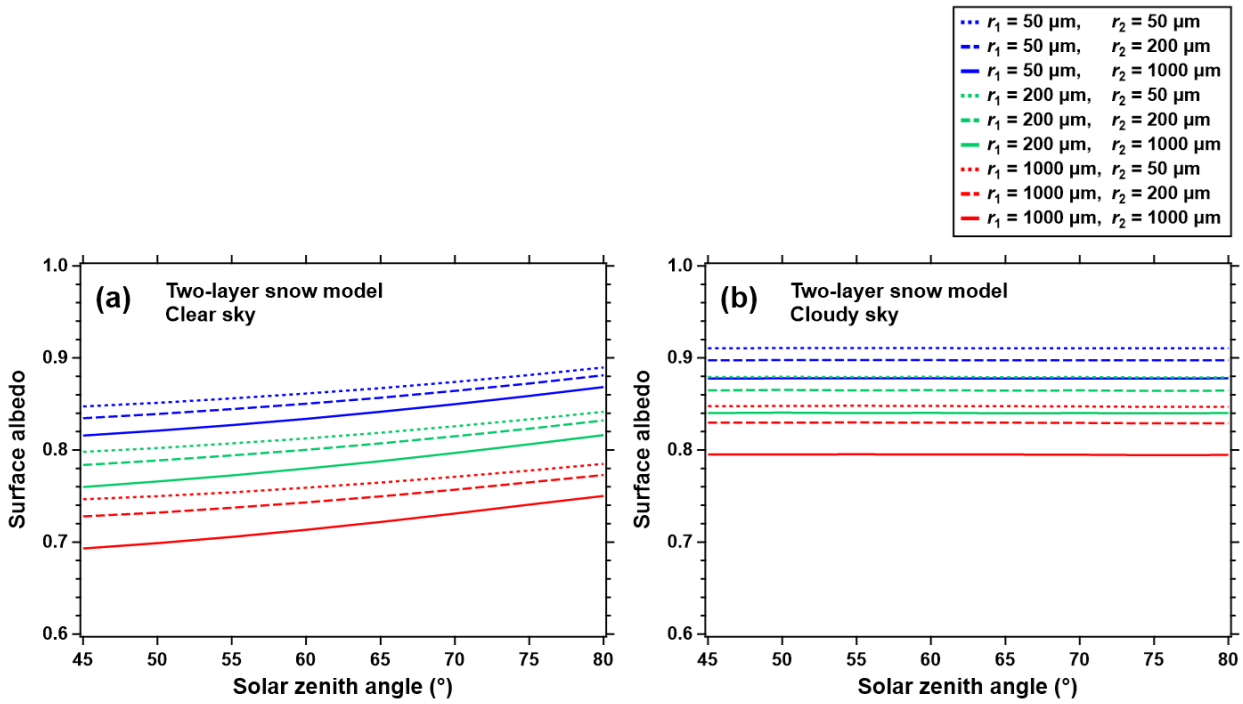 r1 = 50 µm, r2 = 50 µm
r1 = 50 µm, r2 = 200 µm
r1 = 50 µm, r2 = 1000 µm
r1 = 200 µm, r2 = 50 µm
r1 = 200 µm, r2 = 200 µm
r1 = 200 µm, r2 = 1000 µm
r1 = 1000 µm, r2 = 50 µm
r1 = 1000 µm, r2 = 200 µm
r1 = 1000 µm, r2 = 1000 µm
(a) Two-layer snow model
Clear sky
Surface albedo
1.0
0.9
0.8
0.7
0.6
45 50 55 60 65 70 75 80
Solar zenith angle (°)
(b) Two-layer snow model
Cloudy sky
Surface albedo
1.0
0.9
0.8
0.7
0.6
45 50 55 60 65 70 75 80
Solar zenith angle (°)